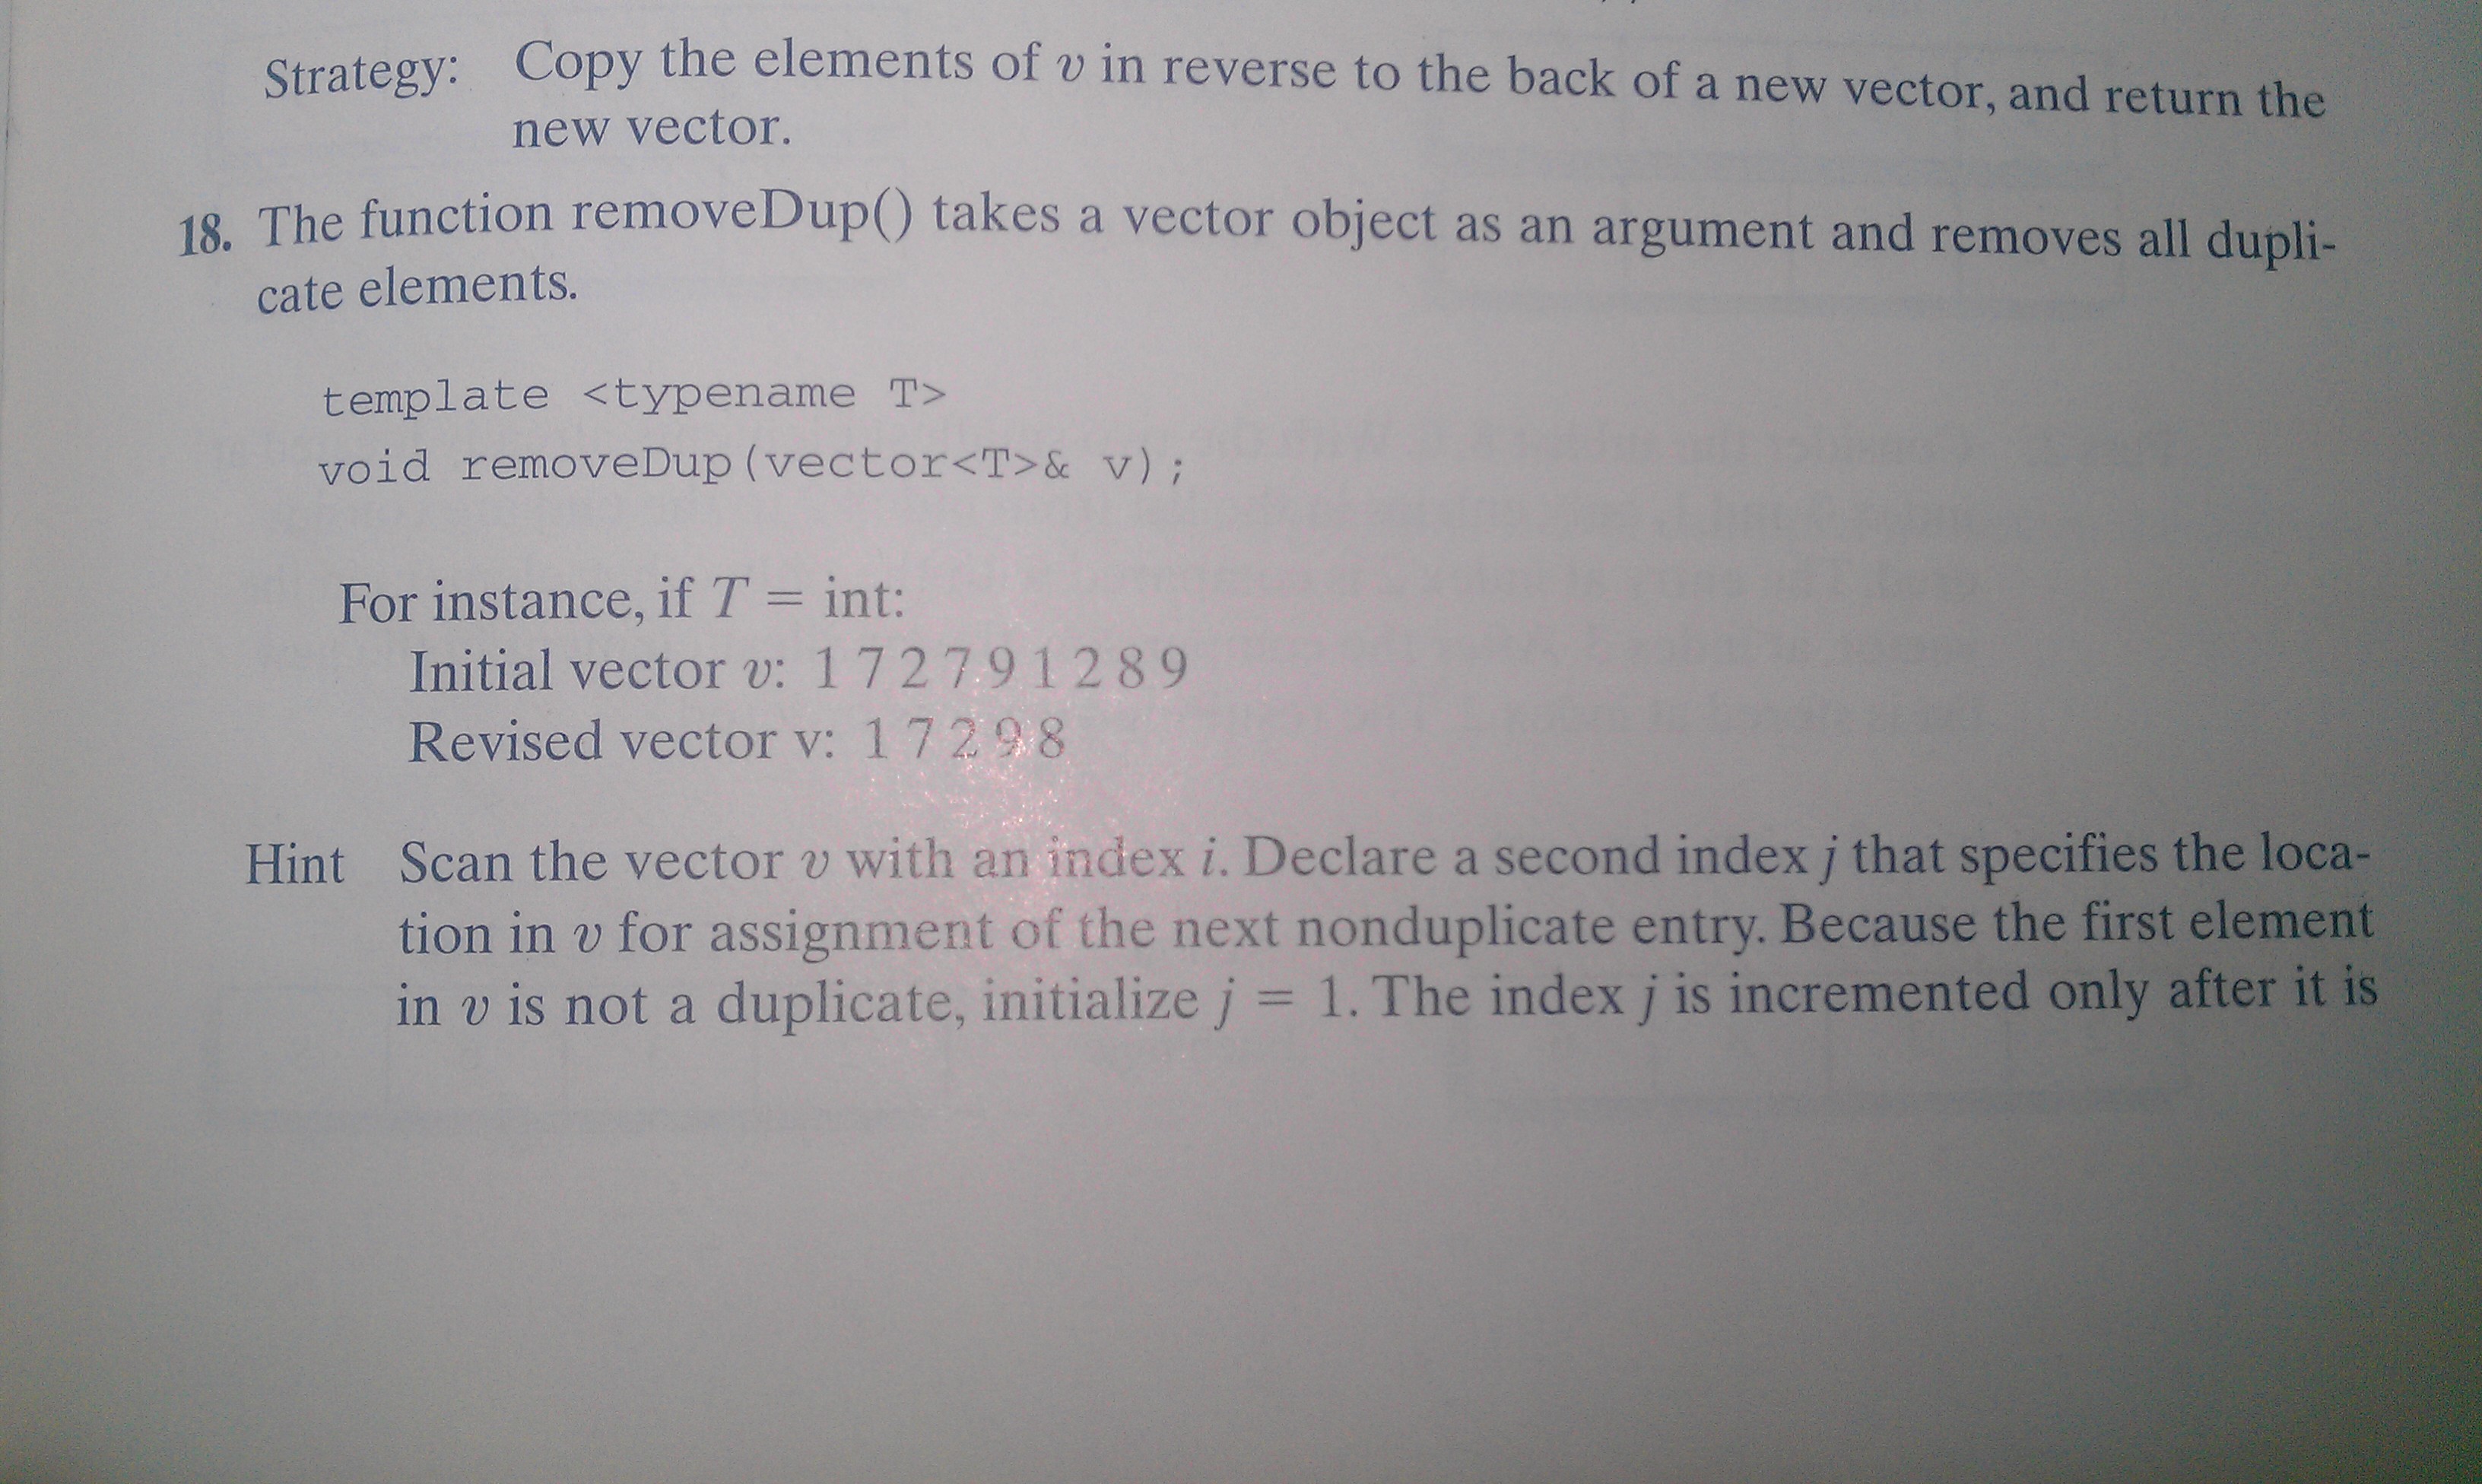 Strategy: Copy the elements of v in reverse to the back of a new vector, and return the
new vector.
18. The function removeDup() takes a vector object as an argument and removes all dupli-
cate elements.
template <typename T>
void removeDup(vector<T>& v);
For instance, if T = int:
Initial vector v: 1 7 2 7 9 1 2 8 9
Revised vector v: 1 7 2 9 8
Hint Scan the vector v with an index i. Declare a second index j that specifies the loca-
tion in v for assignment of the next nonduplicate entry. Because the first element
in v is not a duplicate, initialize j = 1. The index j is incremented only after it is